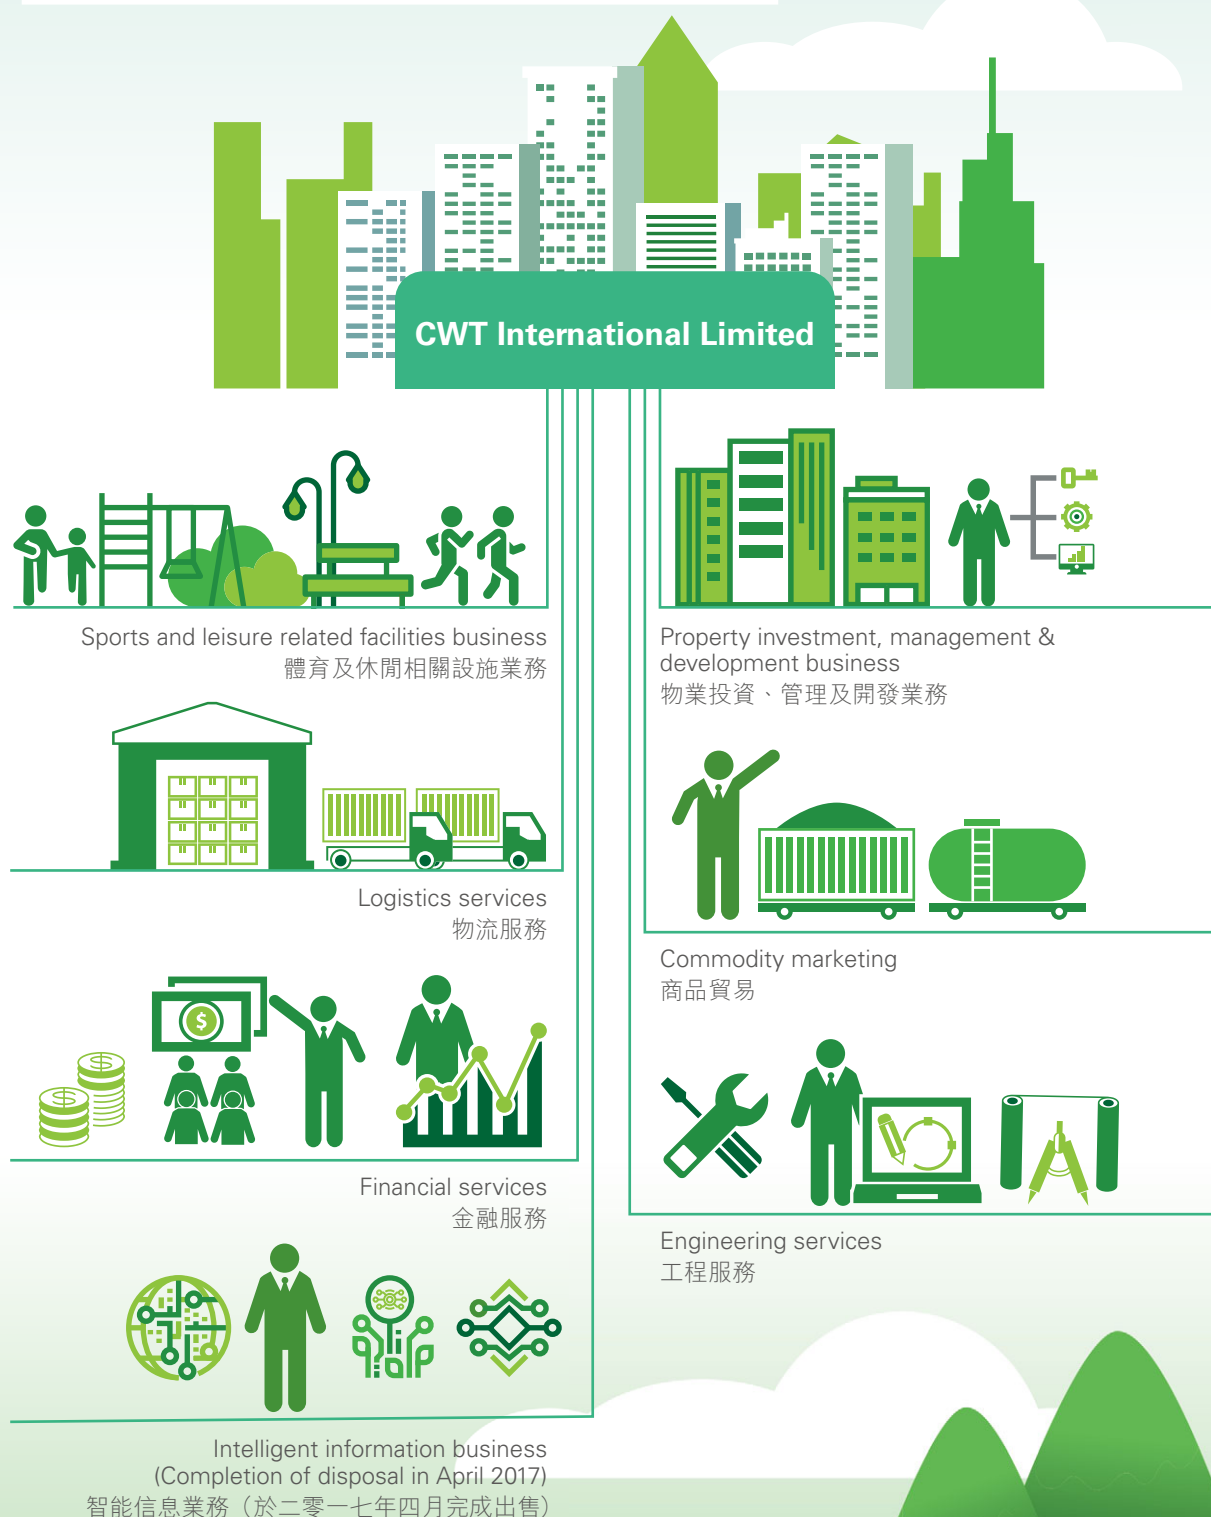 CWT International Limited
Sports and leisure related facilities business
體育及休閒相關設施業務
Property investment, management &
development business
物業投資、管理及開發業務
Logistics services
物流服務
Commodity marketing
商品貿易
$
Financial services
金融服務
Engineering services
工程服務
Intelligent information business
(Completion of disposal in April 2017)
智能信息業務（於二零一七年四月完成出售）